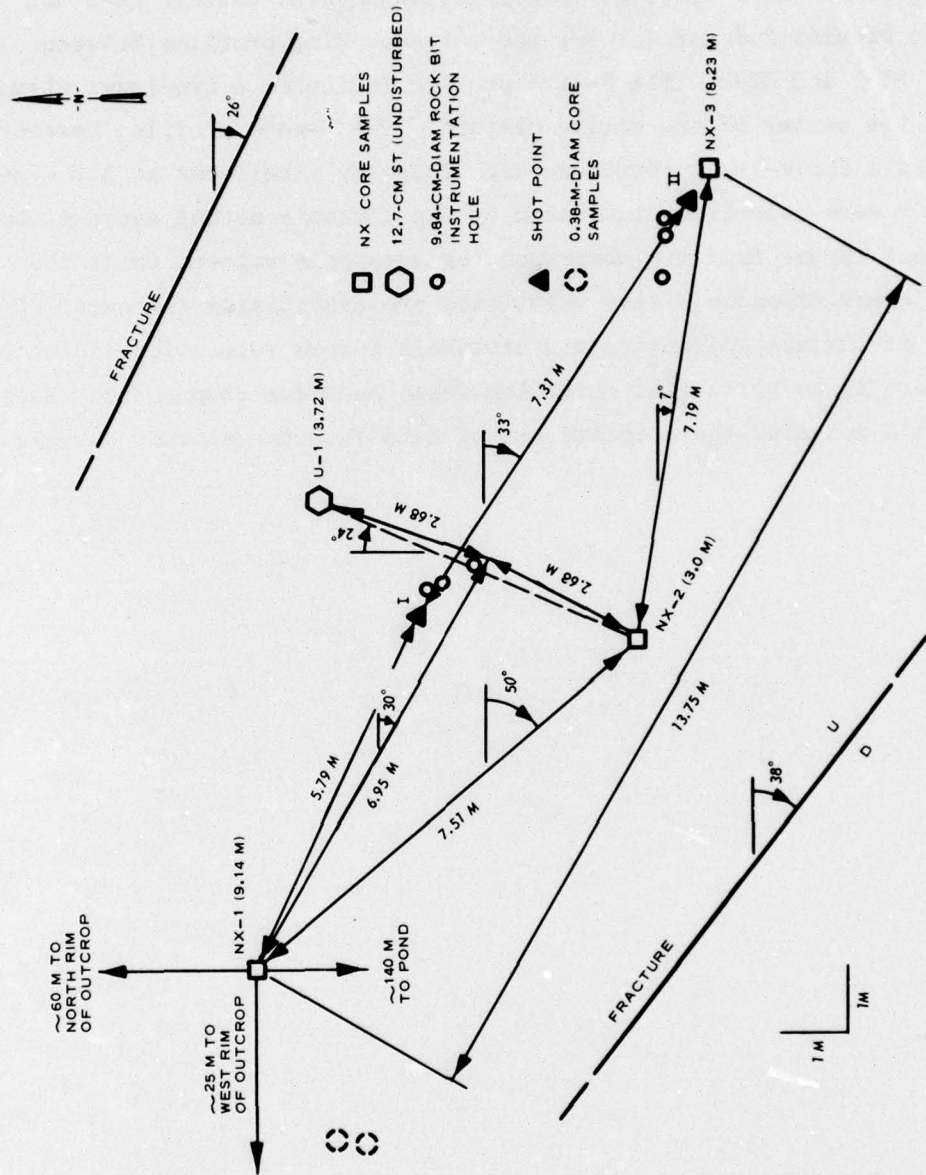 -N-
FRACTURE
26°
NX CORE SAMPLES
12.7-CM ST (UNDISTURBED)
9.84-CM-DIAM ROCK BIT
INSTRUMENTATION
HOLE
SHOT POINT
0.38-M-DIAM CORE
SAMPLES
~60 M TO
NORTH RIM
OF OUTCROP
~25 M TO
WEST RIM
OF OUTCROP
NX-1 (9.14 M)
~140 M
TO POND
U-1 (3.72 M)
24°
2.68 M
I
5.79 M
30°
6.95 M
33°
7.31 M
II
NX-3 (8.23 M)
7.51 M
50°
2.68 M
NX-2 (3.0 M)
7°
7.19 M
13.75 M
FRACTURE
38°
U
D
1 M
1M